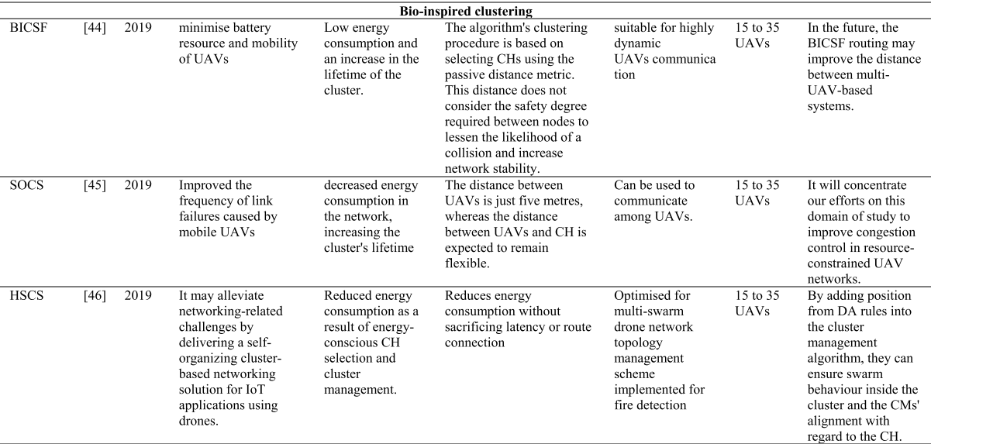 Bio-inspired clustering
BICSF [44] 2019 minimise battery Low energy The algorithm's clustering suitable for highly 15 to 35 In the future, the
resource and mobility consumption and procedure is based on dynamic UAVs BICSF routing may
of UAVs an increase in the selecting CHs using the UAVs communica improve the distance
lifetime of the passive distance metric. tion between multi-
cluster. This distance does not UAV-based
consider the safety degree systems.
required between nodes to
lessen the likelihood of a
collision and increase
network stability.
SOCS [45] 2019 Improved the decreased energy The distance between Can be used to 15 to 35 It will concentrate
frequency of link consumption in UAVs is just five metres, communicate UAVs our efforts on this
failures caused by the network, whereas the distance among UAVs. domain of study to
mobile UAVs increasing the between UAVs and CH is improve congestion
cluster's lifetime expected to remain control in resource-
flexible. constrained UAV
networks.
HSCS [46] 2019 It may alleviate Reduced energy Reduces energy Optimised for 15 to 35 By adding position
networking-related consumption as a consumption without multi-swarm UAVs from DA rules into
challenges by result of energy- sacrificing latency or route drone network the cluster
delivering a self- conscious CH connection topology management
organizing cluster- selection and management algorithm, they can
based networking cluster scheme ensure swarm
solution for IoT management. implemented for behaviour inside the
applications using fire detection cluster and the CMs'
drones. alignment with
regard to the CH.